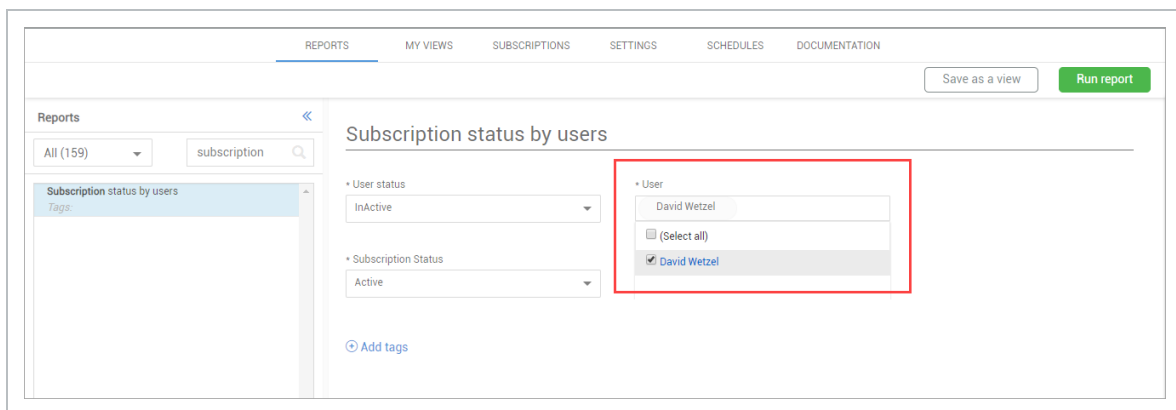 REPORTS MY VIEWS SUBSCRIPTIONS SETTINGS SCHEDULES DOCUMENTATION
Save as a view Run report
Reports
All (159) subscription
Subscription status by users
Tags:
Subscription status by users
* User status
InActive
* User
David Wetzel
(Select all)
David Wetzel
* Subscription Status
Active
Add tags